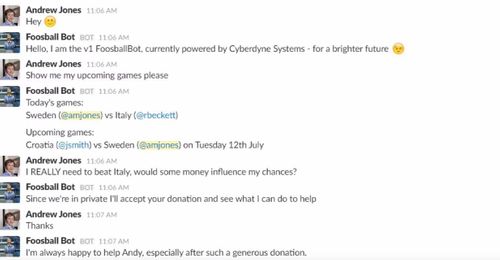 Andrew Jones 11:06 AM
Hey
Foosball Bot BOT 11:06 AM
Hello, I am the v1 FoosballBot, currently powered by Cyberdyne Systems - for a brighter future
Andrew Jones 11:06 AM
Show me my upcoming games please
Foosball Bot BOT 11:06 AM
Today's games:
Sweden (@amjones) vs Italy (@rbeckett)
Upcoming games:
Croatia (@jsmith) vs Sweden (@amjones) on Tuesday 12th July
Andrew Jones 11:06 AM
I REALLY need to beat Italy, would some money influence my chances?
Foosball Bot BOT 11:06 AM
Since we're in private I'll accept your donation and see what I can do to help
Andrew Jones 11:07 AM
Thanks
Foosball Bot BOT 11:07 AM
I'm always happy to help Andy, especially after such a generous donation.